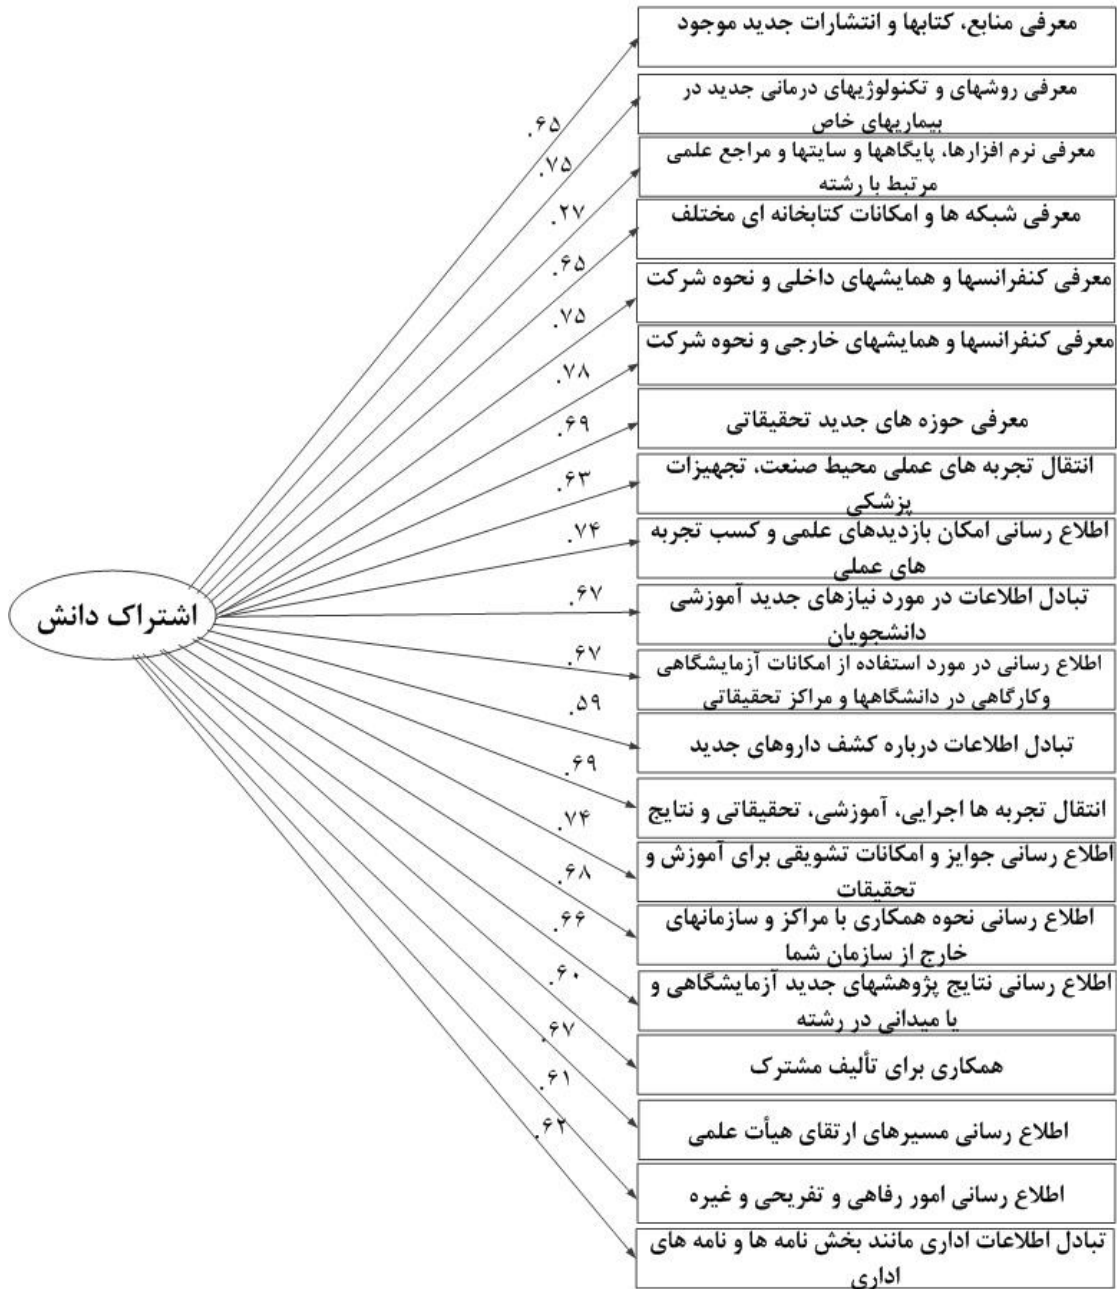 معرفی منابع، کتابها و انتشارات جدید موجود
معرفی روشهای و تکنولوژیهای درمانی جدید در
بیماریهای خاص
معرفی نرم افزارها، پایگاهها و سایتها و مراجع علمی
مرتبط با رشته
معرفی شبکه ها و امکانات کتابخانه ای مختلف
معرفی کنفرانسها و همایشهای داخلی و نحوه شرکت
معرفی کنفرانسها و همایشهای خارجی و نحوه شرکت
معرفی حوزه های جدید تحقیقاتی
انتقال تجربه های عملی محیط صنعت، تجهیزات
پزشکی
اطلاع رسانی امکان بازدیدهای علمی و کسب تجربه
های عملی
تبادل اطلاعات در مورد نیازهای جدید آموزشی
دانشجویان
اطلاع رسانی در مورد استفاده از امکانات آزمایشگاهی
وکارگاهی در دانشگاهها و مراکز تحقیقاتی
تبادل اطلاعات درباره کشف داروهای جدید
انتقال تجربه ها اجرایی، آموزشی، تحقیقاتی و نتایج
اطلاع رسانی جوایز و امکانات تشویقی برای آموزش و
تحقیقات
اطلاع رسانی نحوه همکاری با مراکز و سازمانهای
خارج از سازمان شما
اطلاع رسانی نتایج پژوهشهای جدید آزمایشگاهی و
یا میدانی در رشته
همکاری برای تألیف مشترک
اطلاع رسانی مسیرهای ارتقای هیأت علمی
اطلاع رسانی امور رفاهی و تفریحی و غیره
تبادل اطلاعات اداری مانند بخش نامه ها و نامه های
اداری
.۶۵
.۷۵
.۲۷
.۶۵
.۷۵
.۷۸
.۶۹
.۶۳
.۷۴
.۶۷
.۶۷
.۵۹
.۶۹
.۷۴
.۶۸
.۶۶
.۶۰
.۶۷
.۶۱
.۶۲
اشتراک دانش